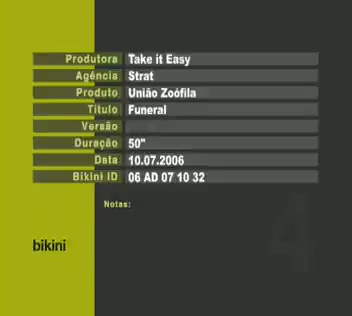 Produtora Take it Easy
Agência Strat
Produto União Zoófila
Título Funeral
Versão
Duração 50"
Data 10.07.2006
Bikini ID 06 AD 07 10 32
Notas:
4
bikini